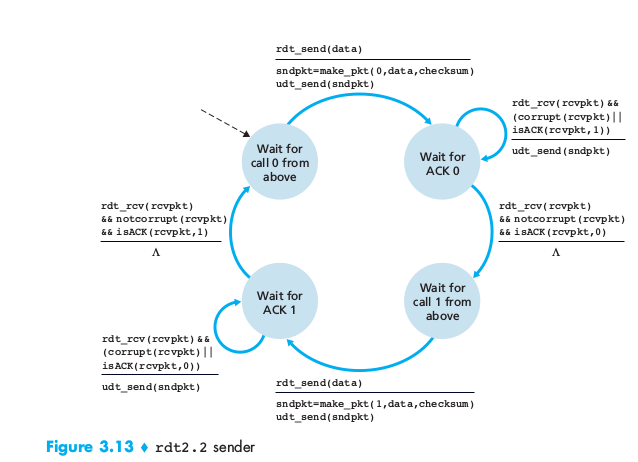 rdt_send(data)
sndpkt=make_pkt(0,data,checksum)
udt_send(sndpkt)
rdt_rcv(rcvpkt)&&
(corrupt(rcvpkt)||
isACK(rcvpkt,1))
udt_send(sndpkt)
Wait for
call 0 from
above
Wait for
ACK 0
rdt_rcv(rcvpkt)
&& notcorrupt(rcvpkt)
&& isACK(rcvpkt,1)
Λ
rdt_rcv(rcvpkt)
&& notcorrupt(rcvpkt)
&& isACK(rcvpkt,0)
Λ
Wait for
ACK 1
Wait for
call 1 from
above
rdt_rcv(rcvpkt)&&
(corrupt(rcvpkt)||
isACK(rcvpkt,0))
udt_send(sndpkt)
rdt_send(data)
sndpkt=make_pkt(1,data,checksum)
udt_send(sndpkt)
Figure 3.13 ♦ rdt2.2 sender